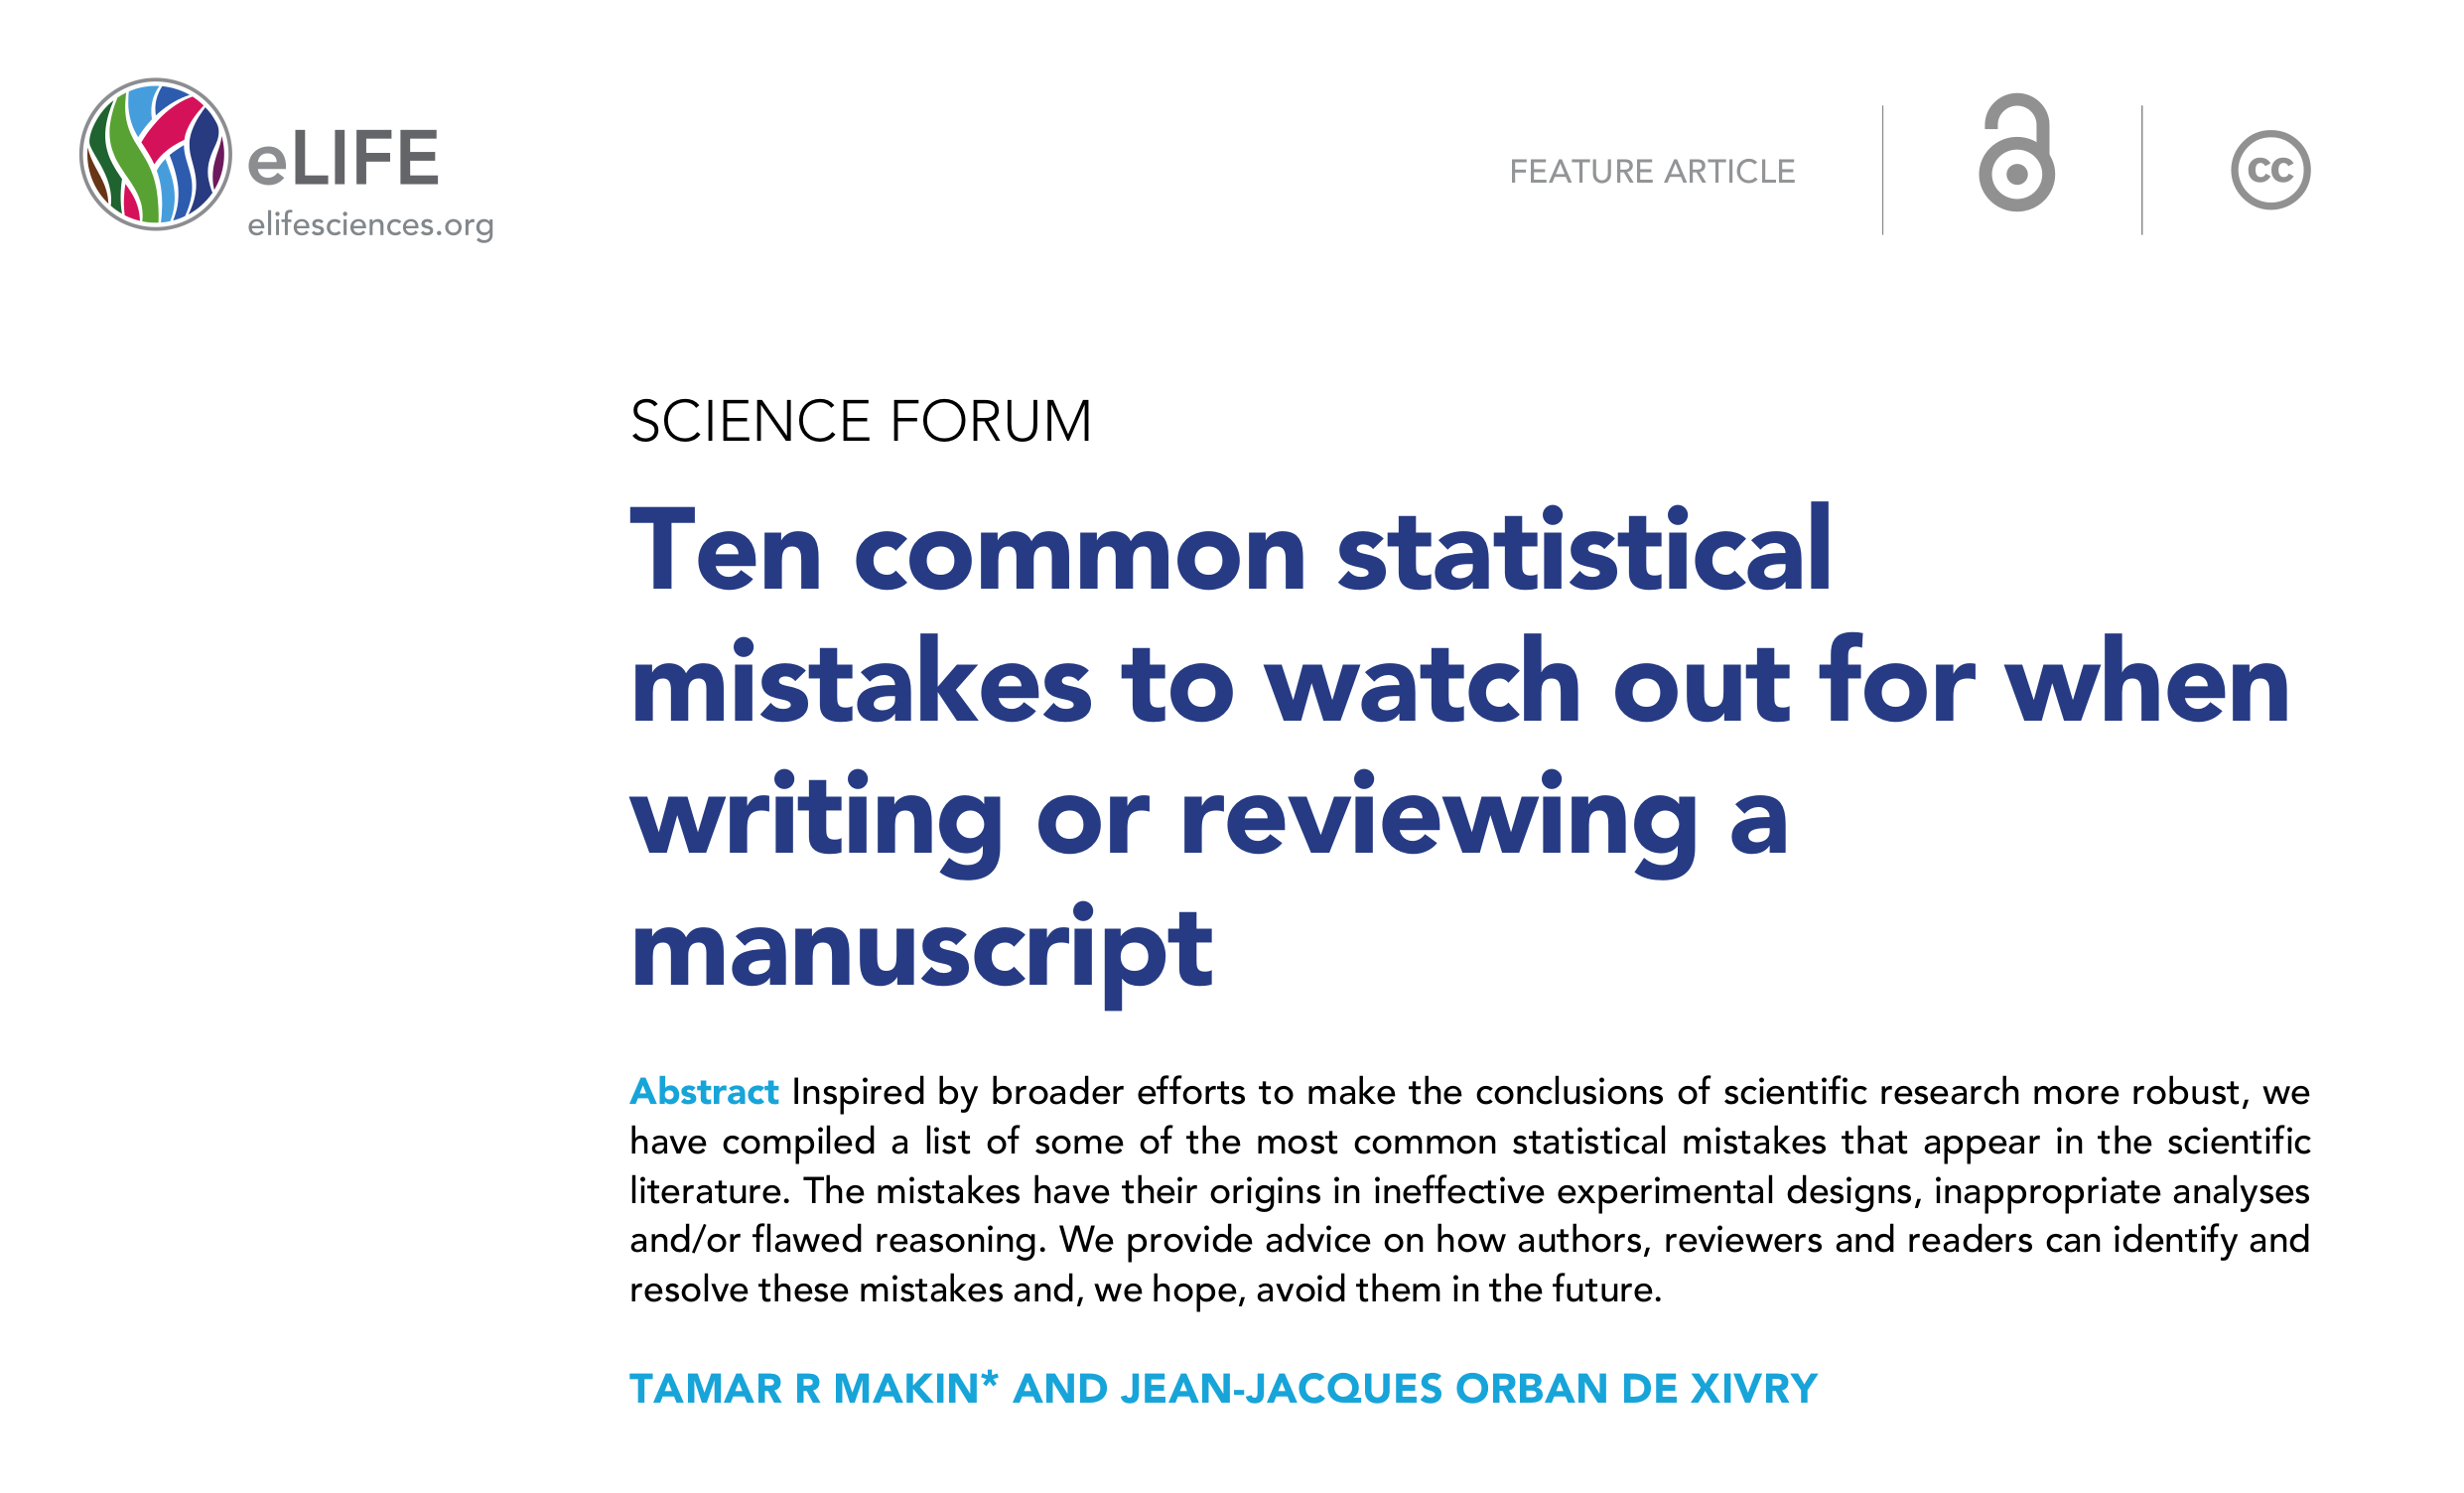 eLIFE
elifesciences.org
FEATURE ARTICLE
cc
SCIENCE FORUM
Ten common statistical
mistakes to watch out for when
writing or reviewing a
manuscript
Abstract Inspired by broader efforts to make the conclusions of scientific research more robust, we
have compiled a list of some of the most common statistical mistakes that appear in the scientific
literature. The mistakes have their origins in ineffective experimental designs, inappropriate analyses
and/or flawed reasoning. We provide advice on how authors, reviewers and readers can identify and
resolve these mistakes and, we hope, avoid them in the future.
TAMAR R MAKIN* AND JEAN-JACQUES ORBAN DE XIVRY